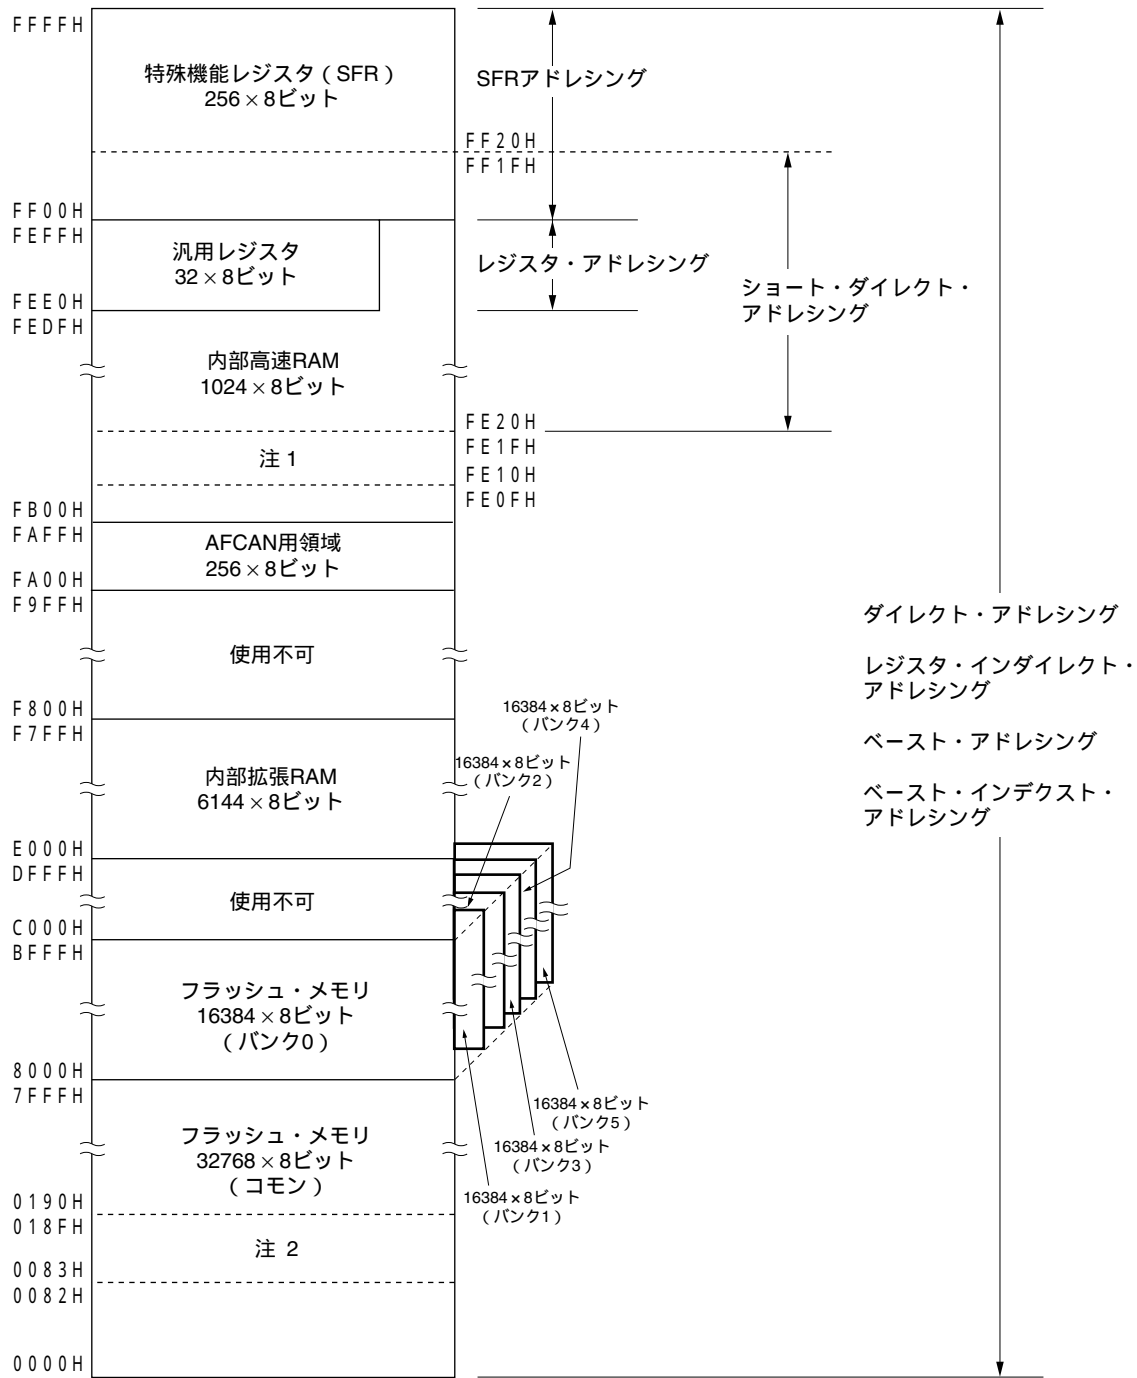 FFFFH
特殊機能レジスタ（SFR）
256×8ビット
SFRアドレシング
FF20H
FF1FH
FF00H
FEFFH
汎用レジスタ
32×8ビット
レジスタ・アドレシング
ショート・ダイレクト・
アドレシング
FEE0H
FEDFH
内部高速RAM
1024×8ビット
FE20H
FE1FH
注1
FE10H
FE0FH
FB00H
FAFFH
AFCAN用領域
256×8ビット
FA00H
F9FFH
ダイレクト・アドレシング
使用不可
レジスタ・インダイレクト・
アドレシング
F800H
F7FFH
16384×8ビット
（バンク4）
ベースト・アドレシング
16384×8ビット
（バンク2）
内部拡張RAM
6144×8ビット
ベースト・インデクスト・
アドレシング
E000H
DFFFH
使用不可
C000H
BFFFH
フラッシュ・メモリ
16384×8ビット
（バンク0）
8000H
7FFFH
16384×8ビット
（バンク5）
フラッシュ・メモリ
32768×8ビット
（コモン）
16384×8ビット
（バンク3）
16384×8ビット
（バンク1）
0190H
018FH
注 2
0083H
0082H
0000H